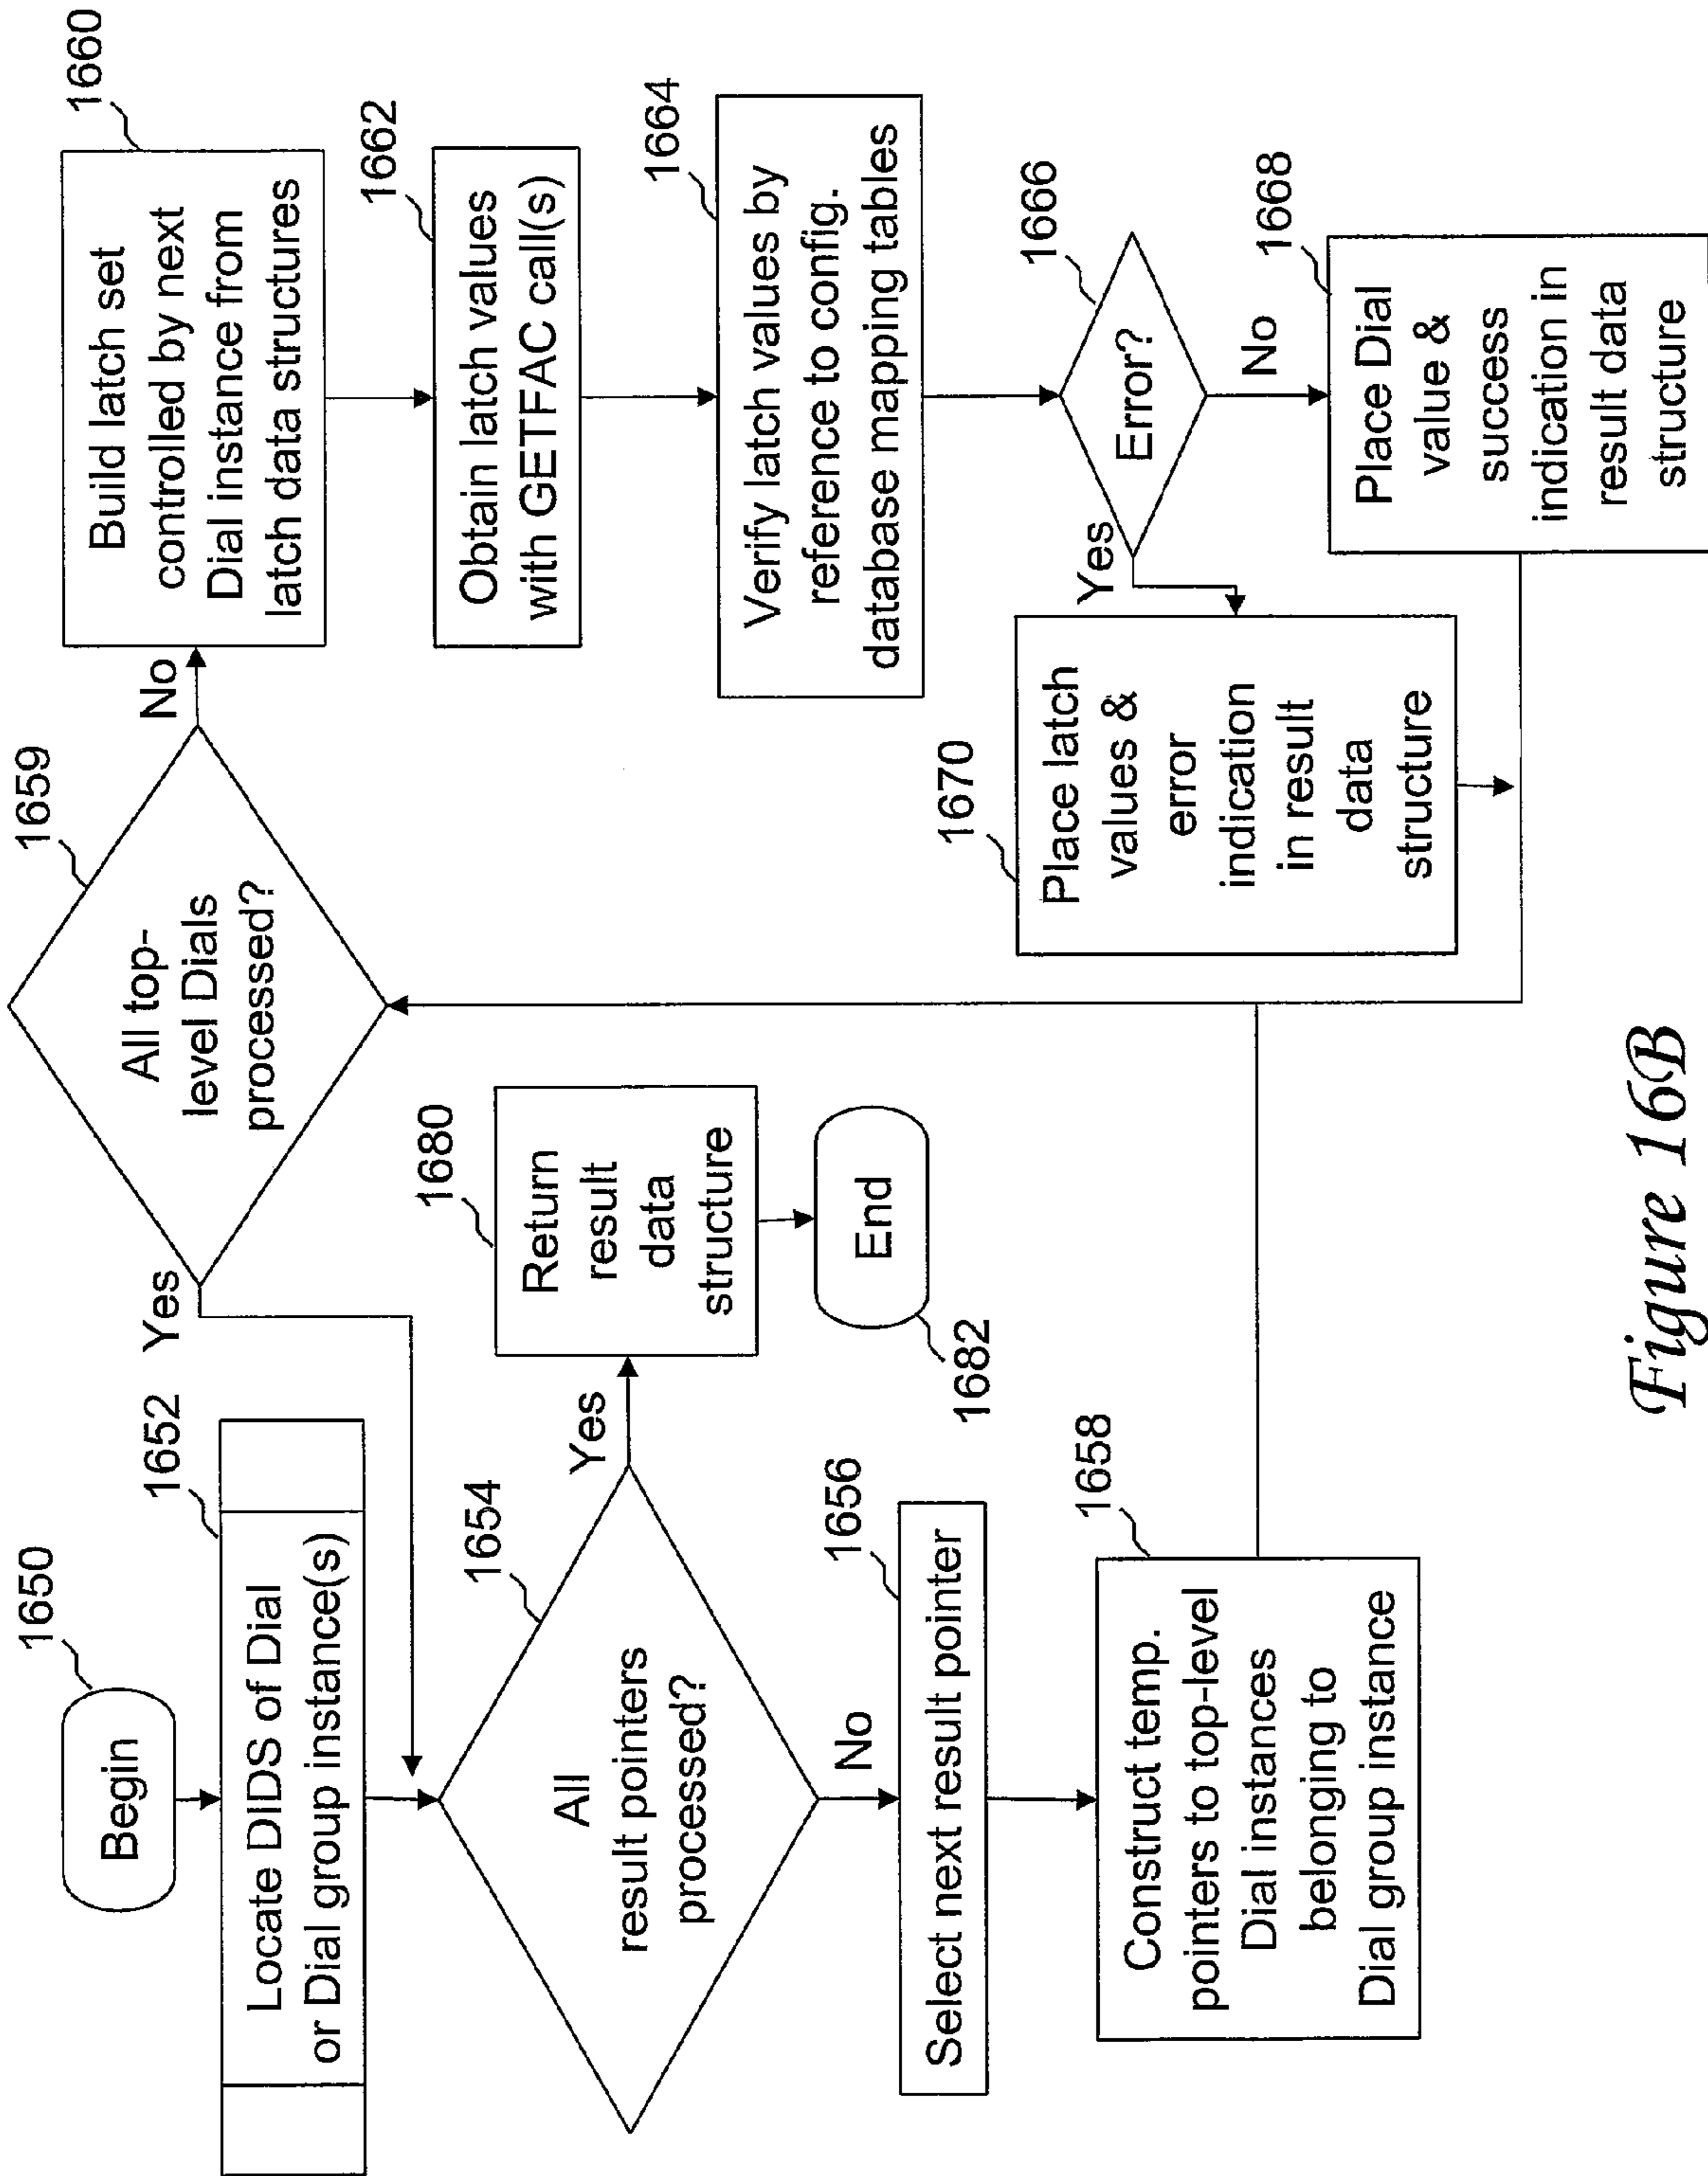 1650
Begin
1652
Locate DIDS of Dial
or Dial group instance(s)
1654
All
result pointers
processed?
Yes
No
1656
Select next result pointer
1658
Construct temp.
pointers to top-level
Dial instances
belonging to
Dial group instance
1680
Return
result
data
structure
End
1682
1659
All top-
level Dials
processed?
Yes
No
1660
Build latch set
controlled by next
Dial instance from
latch data structures
1662
Obtain latch values
with GETFAC call(s)
1664
Verify latch values by
reference to config.
database mapping tables
1666
Error?
Yes
No
1670
Place latch
values &
error
indication
in result
data
structure
1668
Place Dial
value &
success
indication in
result data
structure
Figure 16B